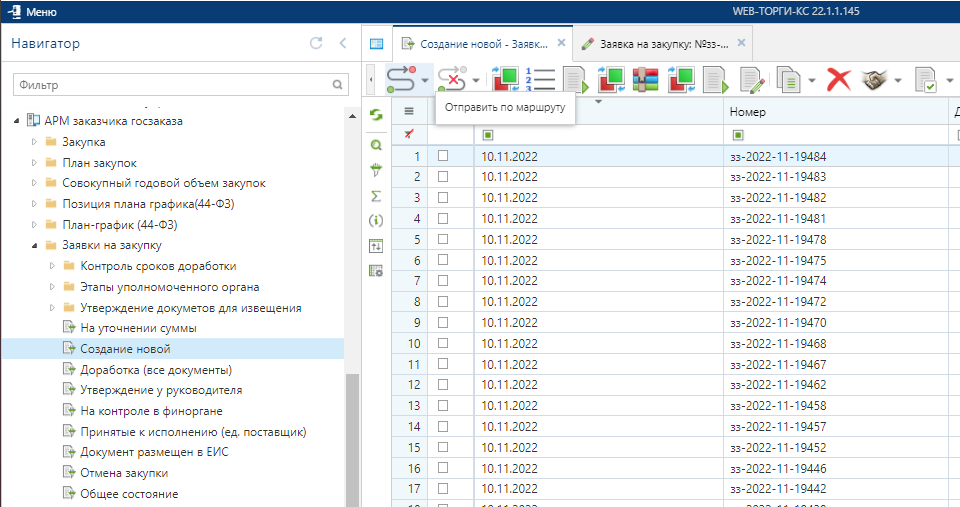 Меню
WEB-ТОРГИ-КС 22.1.1.145
Навигатор
Фильтр
АРМ заказчика госзаказа
Закупка
План закупок
Совокупный годовой объем закупок
Позиция плана графика(44-ФЗ)
План-график (44-ФЗ)
Заявки на закупку
Контроль сроков доработки
Этапы уполномоченного органа
Утверждение докуметов для извещения
На уточнении суммы
Создание новой
Доработка (все документы)
Утверждение у руководителя
На контроле в финоргане
Принятые к исполнению (ед. поставщик)
Документ размещен в ЕИС
Отмена закупки
Общее состояние
Создание новой - Заявк...
Заявка на закупку: №зз-...
Отправить по маршруту
Номер
1 10.11.2022 зз-2022-11-19484
2 10.11.2022 зз-2022-11-19483
3 10.11.2022 зз-2022-11-19482
4 10.11.2022 зз-2022-11-19481
5 10.11.2022 зз-2022-11-19478
6 10.11.2022 зз-2022-11-19475
7 10.11.2022 зз-2022-11-19474
8 10.11.2022 зз-2022-11-19472
9 10.11.2022 зз-2022-11-19470
10 10.11.2022 зз-2022-11-19468
11 10.11.2022 зз-2022-11-19467
12 10.11.2022 зз-2022-11-19462
13 10.11.2022 зз-2022-11-19458
14 10.11.2022 зз-2022-11-19457
15 10.11.2022 зз-2022-11-19452
16 10.11.2022 зз-2022-11-19446
17 10.11.2022 зз-2022-11-19442